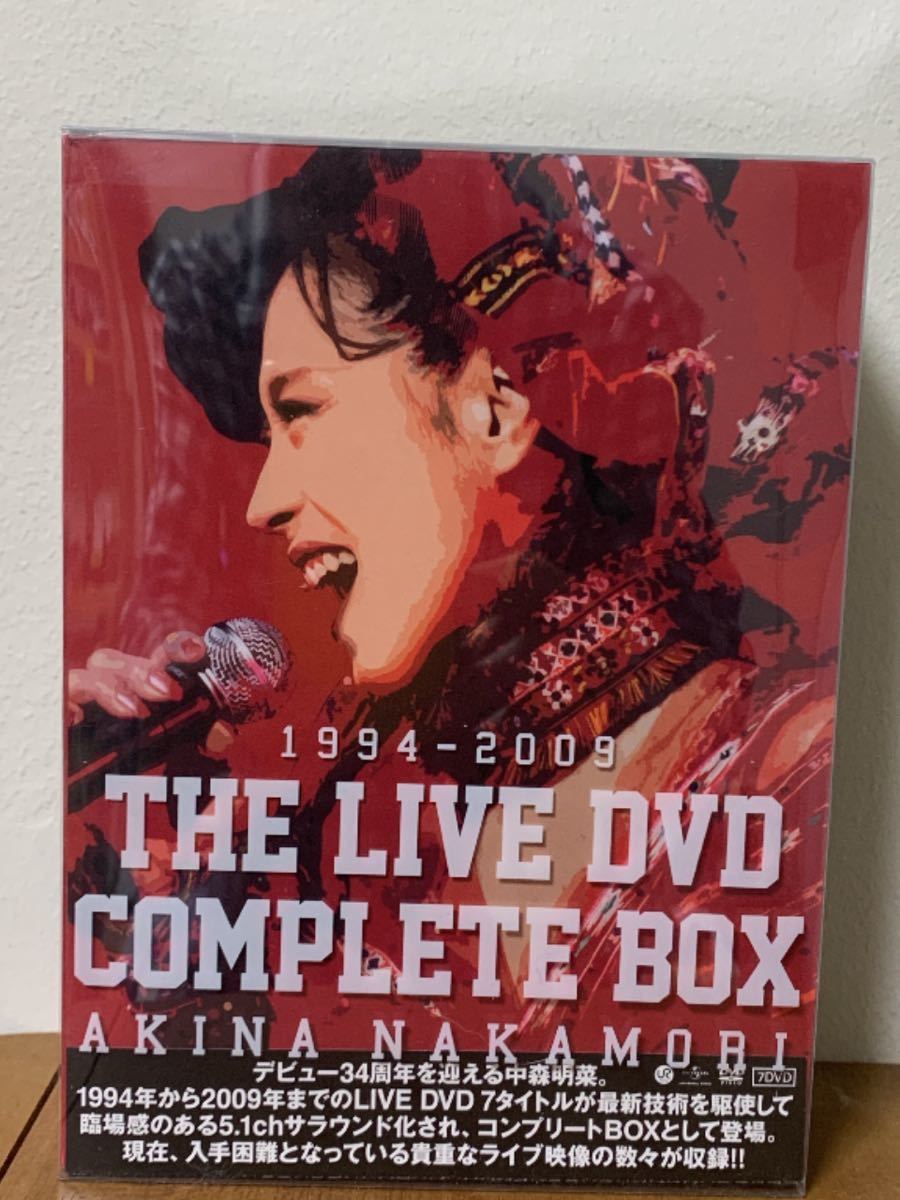 1994-2009
THE LIVE DVD
COMPLETE BOX
AKINA NAKAMORI
デビュー34周年を迎える中森明菜。
UR
DVD
VIDEO
7DVD
1994年から2009年までのLIVE DVD 7タイトルが最新技術を駆使して
臨場感のある5.1chサラウンド化され、コンプリートBOXとして登場。
現在、入手困難となっている貴重なライブ映像の数々が収録!!